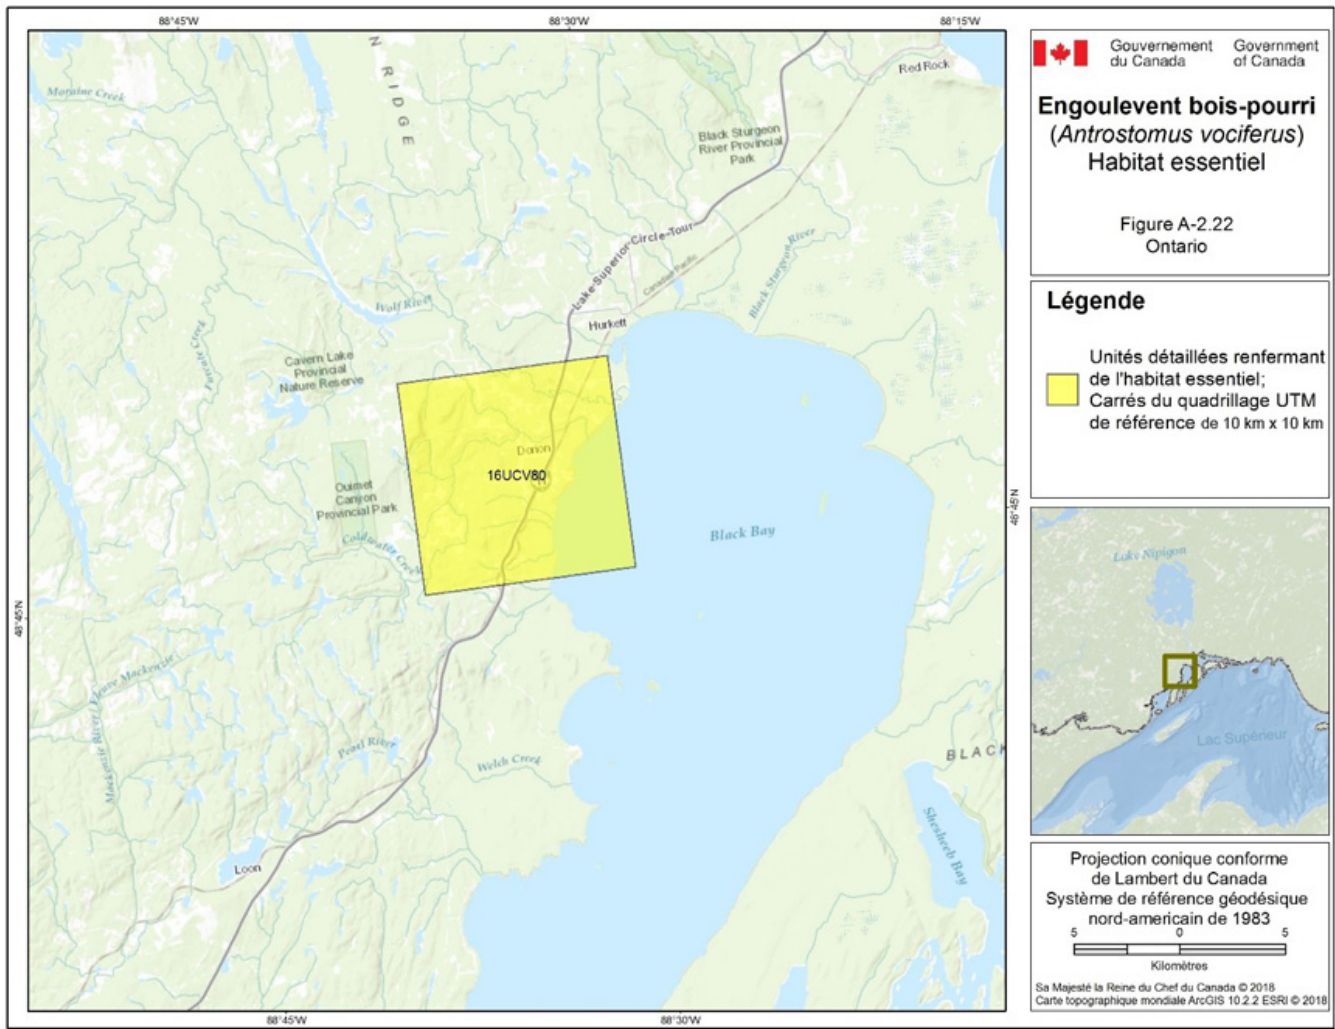 88°45'W
88°30'W
88°15'W
N RIDGE
Moraine Creek
Red Rock
Black Sturgeon
River Provincial
Park
Lake-Superior-Circle-Tour
Canadian Pacific
Black Sturgeon River
Wolf River
Hurkett
Cavern Lake
Provincial
Nature Reserve
Dorion
16UCV80
Ouimet
Canyon
Provincial Park
Coldwater Creek
Black Bay
48°45'N
48°45'N
Mackenzie River / Fleuve Mackenzie
Pearl River
Welch Creek
BLACK
Shesheeb Bay
Loon
88°45'W
88°30'W
Gouvernement
du Canada
Government
of Canada
Engoulevent bois-pourri
(Antrostomus vociferus)
Habitat essentiel
Figure A-2.22
Ontario
Légende
Unités détaillées renfermant
de l'habitat essentiel;
Carrés du quadrillage UTM
de référence de 10 km x 10 km
Lake Nipigon
Lac Supérieur
Projection conique conforme
de Lambert du Canada
Système de référence géodésique
nord-americain de 1983
5 0 5
Kilomètres
Sa Majesté la Reine du Chef du Canada © 2018
Carte topographique mondiale ArcGIS 10.2.2 ESRI © 2018